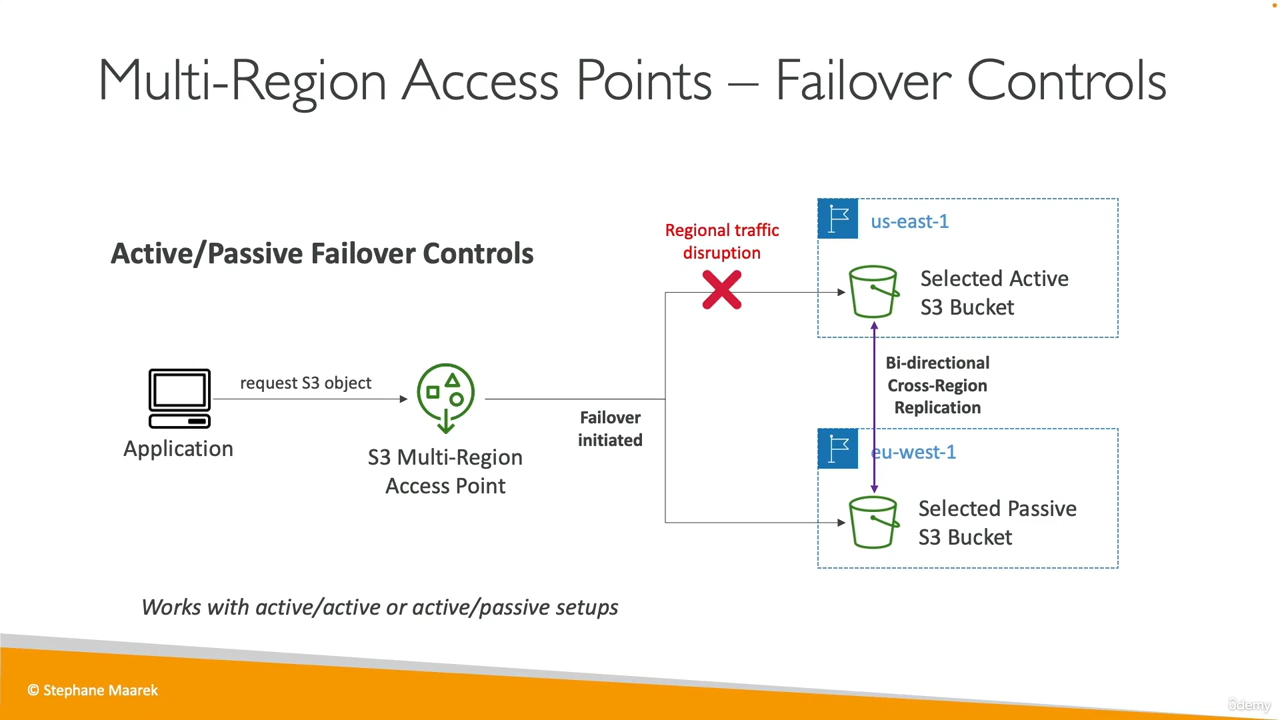 Multi-Region Access Points – Failover Controls
Active/Passive Failover Controls
Regional traffic
disruption
us-east-1
Selected Active
S3 Bucket
request S3 object
Application
S3 Multi-Region
Access Point
Failover
initiated
Bi-directional
Cross-Region
Replication
eu-west-1
Selected Passive
S3 Bucket
Works with active/active or active/passive setups
© Stephane Maarek
ûdemy